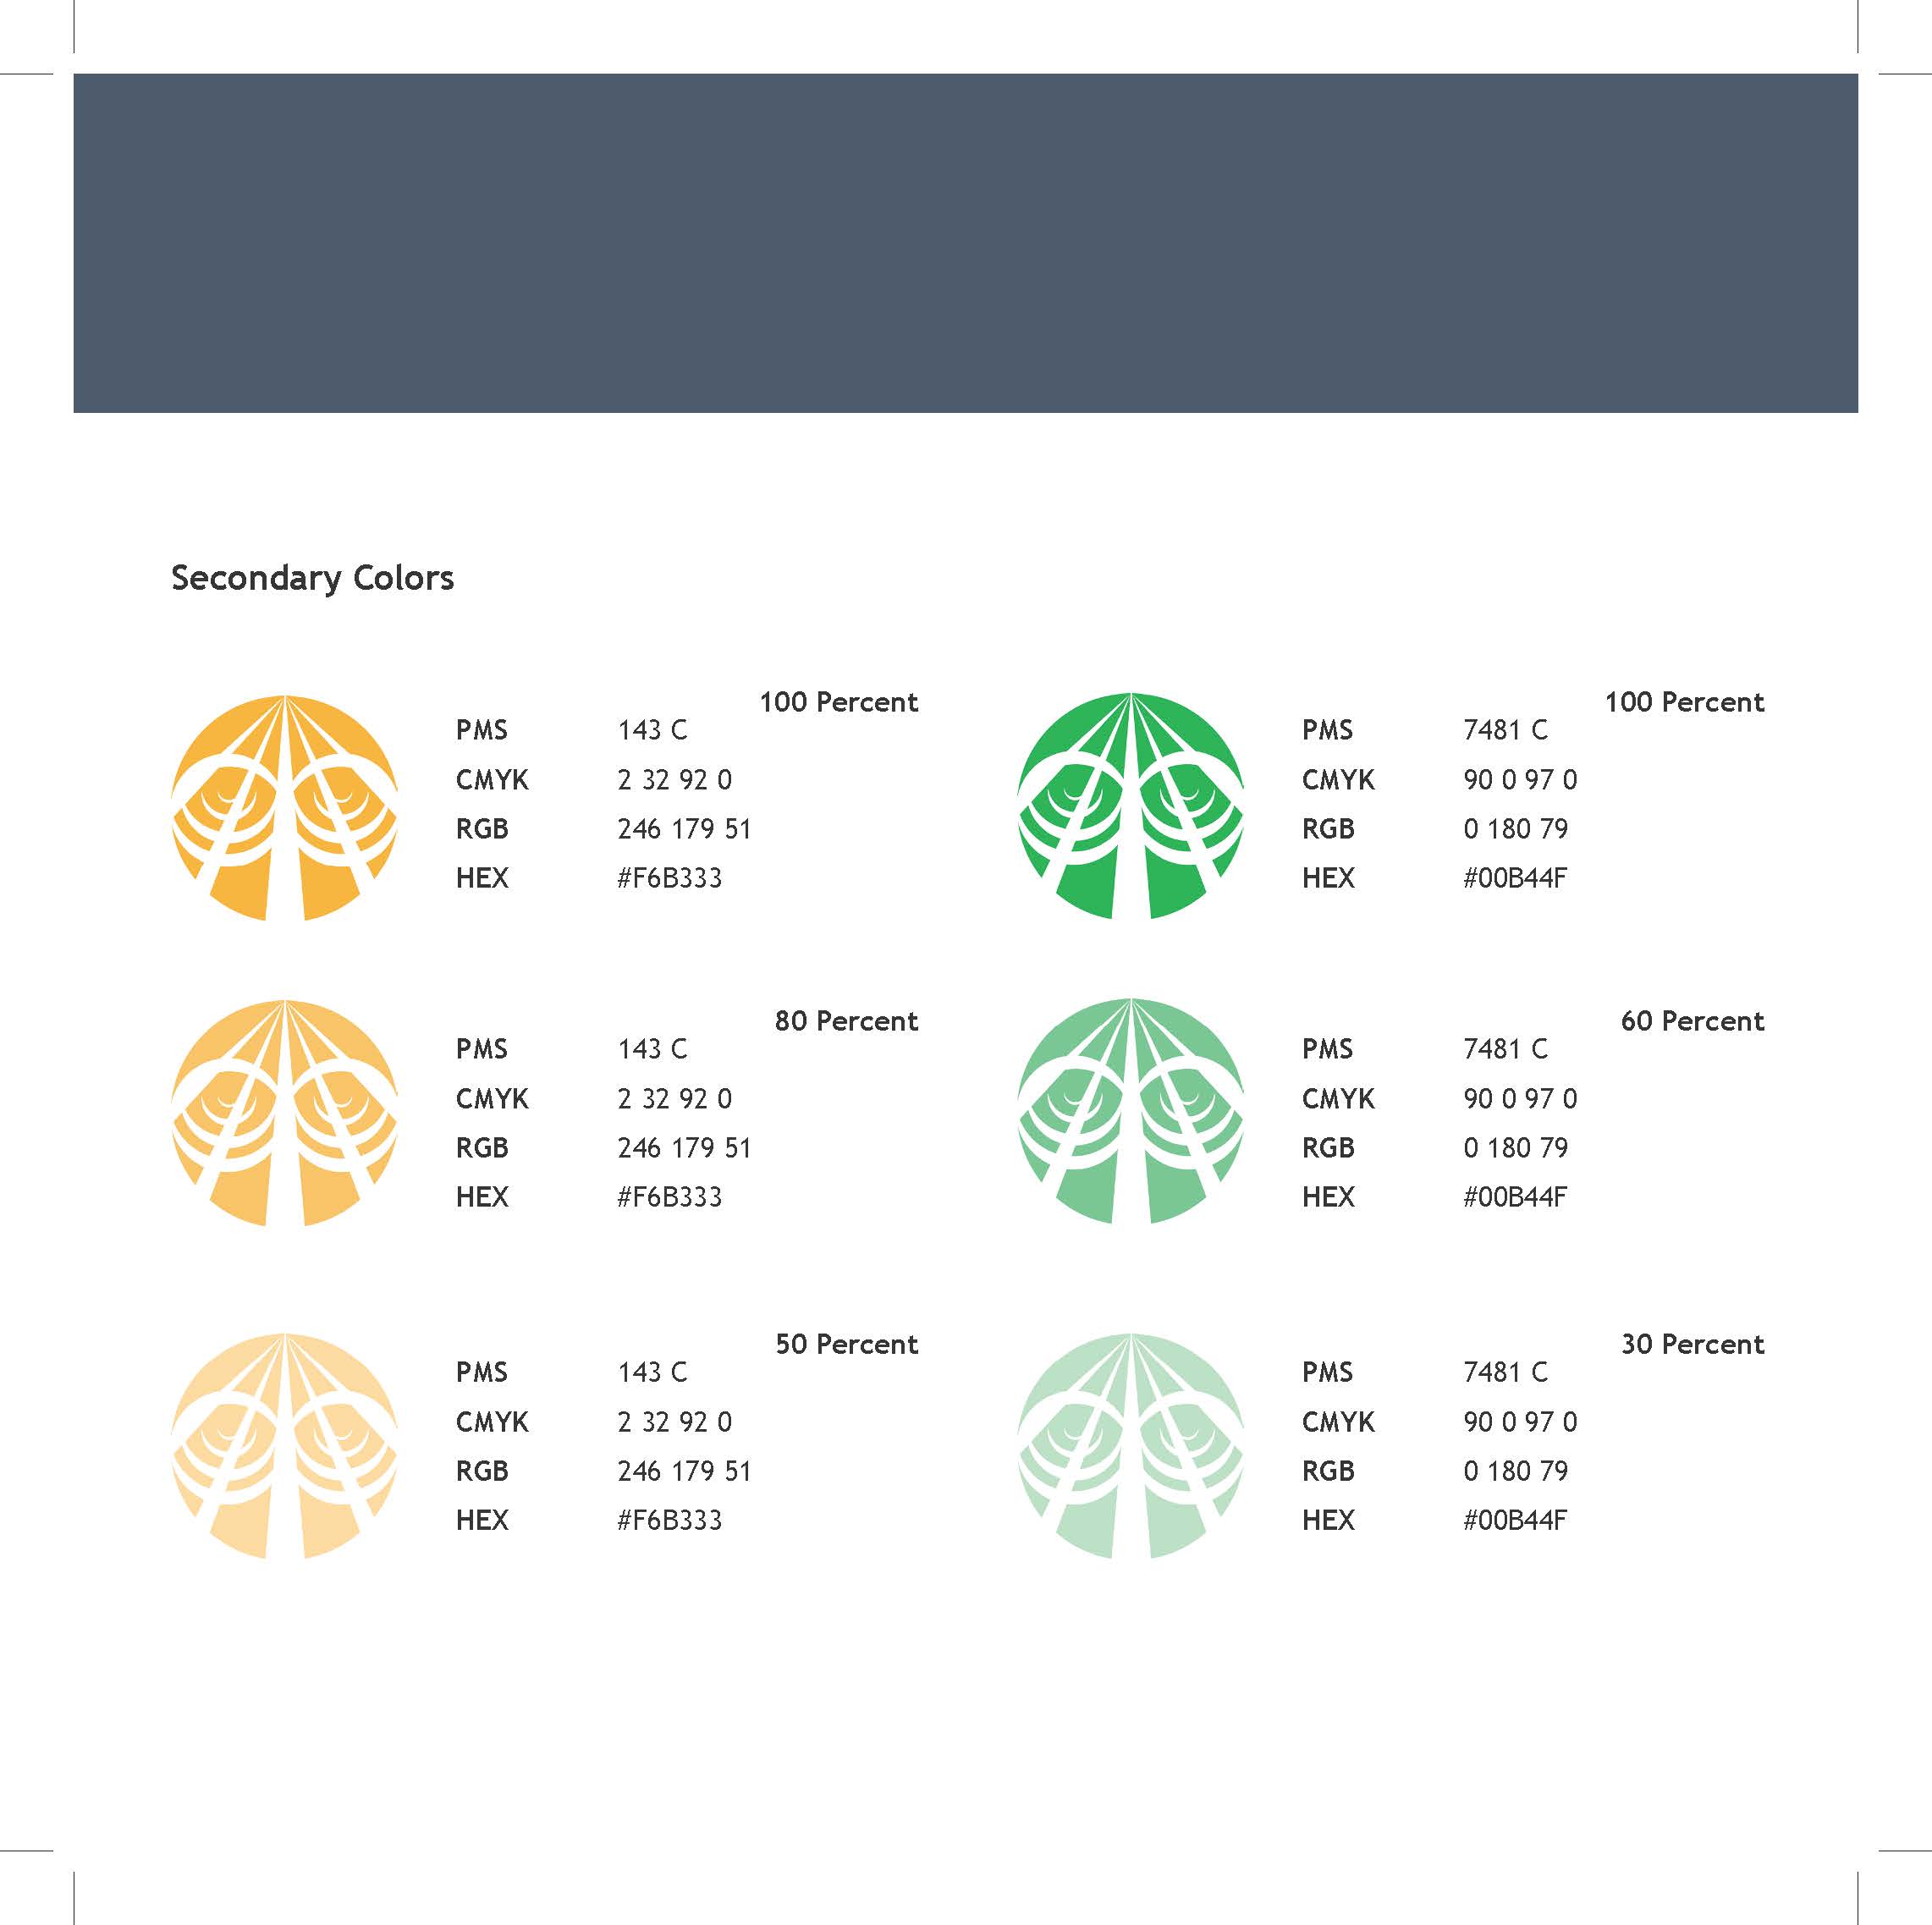 Secondary Colors
100 Percent
PMS 143 C
CMYK 2 32 92 0
RGB 246 179 51
HEX #F6B333
100 Percent
PMS 7481 C
CMYK 90 0 97 0
RGB 0 180 79
HEX #00B44F
80 Percent
PMS 143 C
CMYK 2 32 92 0
RGB 246 179 51
HEX #F6B333
60 Percent
PMS 7481 C
CMYK 90 0 97 0
RGB 0 180 79
HEX #00B44F
50 Percent
PMS 143 C
CMYK 2 32 92 0
RGB 246 179 51
HEX #F6B333
30 Percent
PMS 7481 C
CMYK 90 0 97 0
RGB 0 180 79
HEX #00B44F